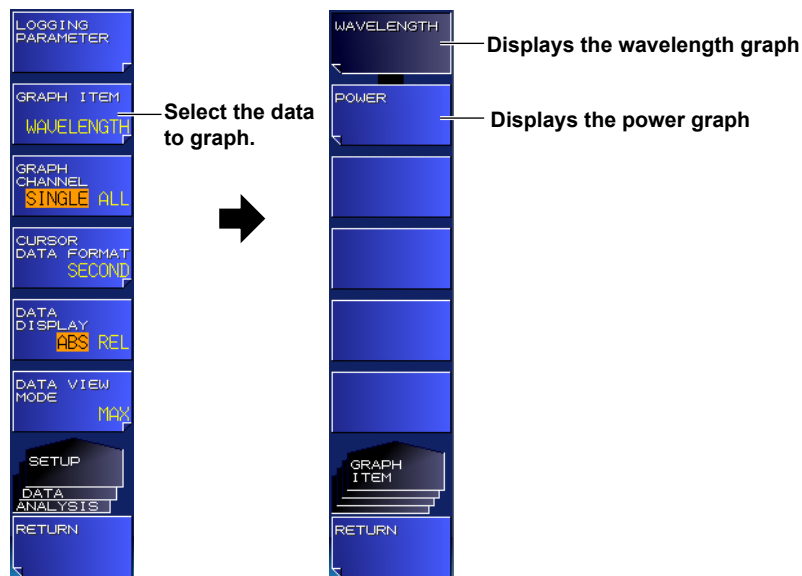 LOGGING
PARAMETER
GRAPH ITEM
WAVELENGTH
Select the data
to graph.
GRAPH
CHANNEL
SINGLE ALL
CURSOR
DATA FORMAT
SECOND
DATA
DISPLAY
ABS REL
DATA VIEW
MODE
MAX
SETUP
DATA
ANALYSIS
RETURN
WAVELENGTH
Displays the wavelength graph
POWER
Displays the power graph
GRAPH
ITEM
RETURN